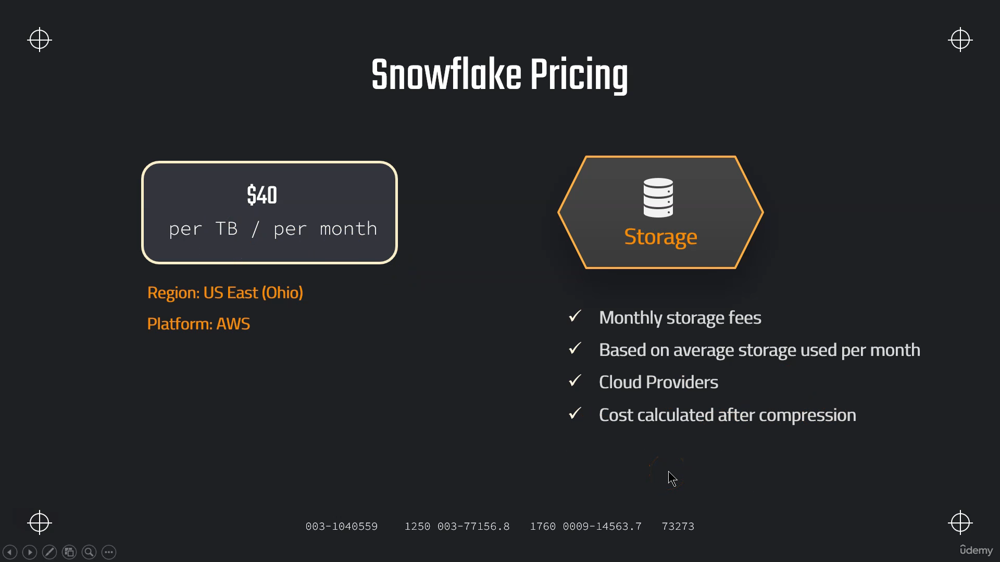 Snowflake Pricing
$40
per TB / per month
Region: US East (Ohio)
Platform: AWS
Storage
✓ Monthly storage fees
✓ Based on average storage used per month
✓ Cloud Providers
✓ Cost calculated after compression
003-1040559 1250 003-77156.8 1760 0009-14563.7 73273
ûdemy